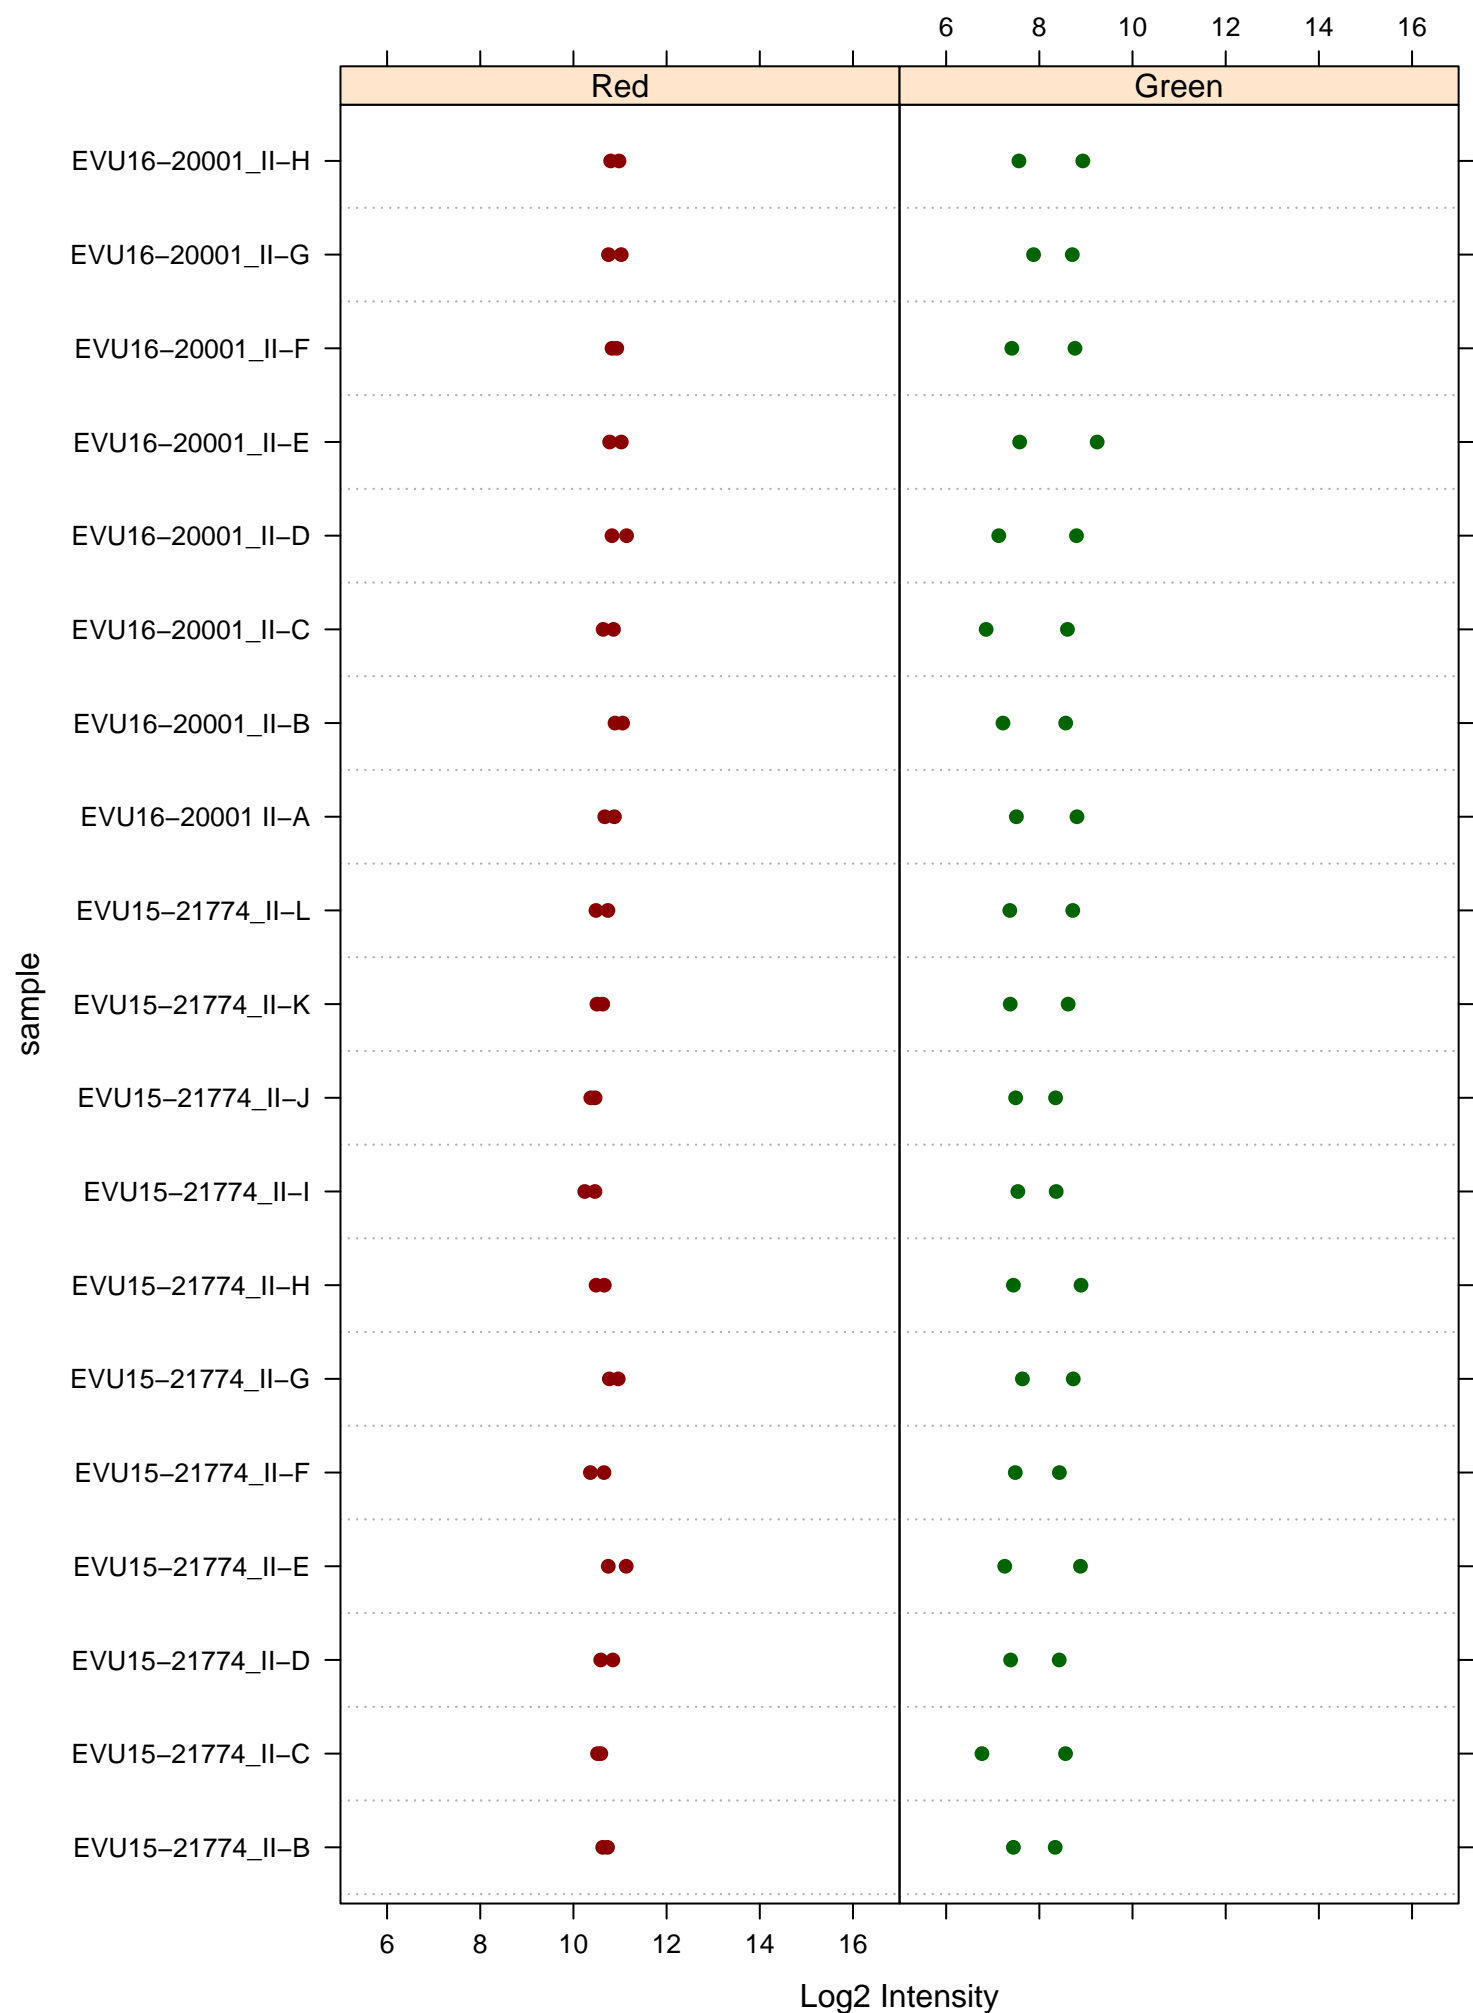 6 8 10 12 14 16
Red Green
EVU16−20001_II−H
EVU16−20001_II−G
EVU16−20001_II−F
EVU16−20001_II−E
EVU16−20001_II−D
EVU16−20001_II−C
EVU16−20001_II−B
EVU16−20001 II−A
EVU15−21774_II−L
EVU15−21774_II−K
EVU15−21774_II−J
EVU15−21774_II−I
EVU15−21774_II−H
EVU15−21774_II−G
EVU15−21774_II−F
EVU15−21774_II−E
EVU15−21774_II−D
EVU15−21774_II−C
EVU15−21774_II−B
sample
6 8 10 12 14 16
Log2 Intensity